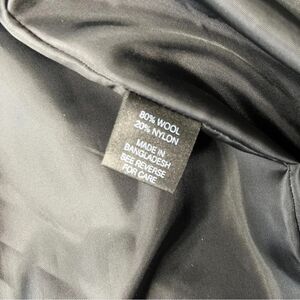 80% WOOL
20% NYLON
MADE IN
BANGLADESH
SEE REVERSE
FOR CARE